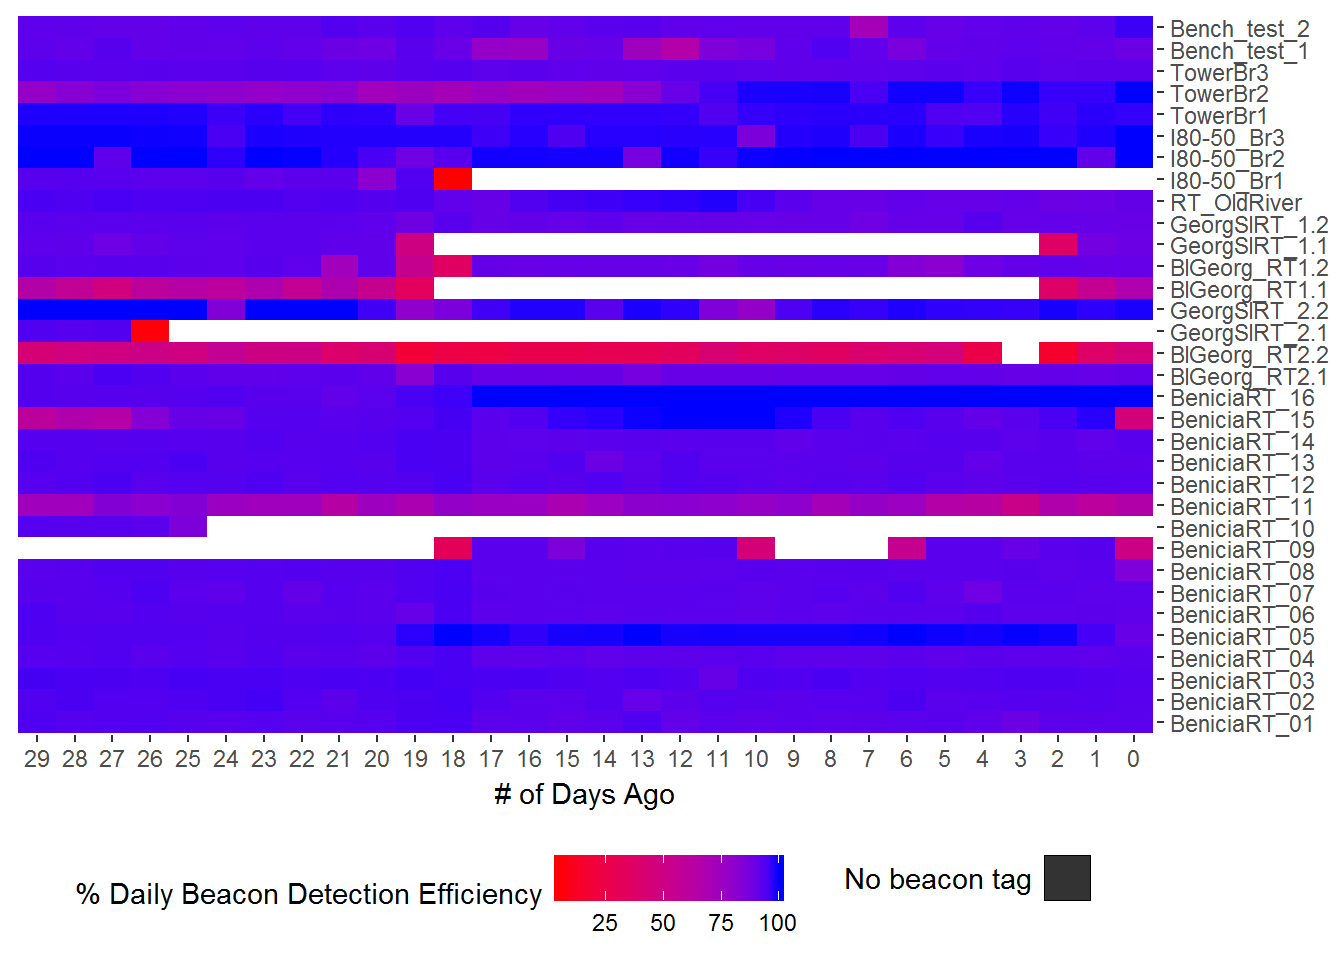 Bench_test_2
Bench_test_1
TowerBr3
TowerBr2
TowerBr1
I80-50_Br3
I80-50_Br2
I80-50_Br1
RT_OldRiver
GeorgSlRT_1.2
GeorgSlRT_1.1
BlGeorg_RT1.2
BlGeorg_RT1.1
GeorgSlRT_2.2
GeorgSlRT_2.1
BlGeorg_RT2.2
BlGeorg_RT2.1
BeniciaRT_16
BeniciaRT_15
BeniciaRT_14
BeniciaRT_13
BeniciaRT_12
BeniciaRT_11
BeniciaRT_10
BeniciaRT_09
BeniciaRT_08
BeniciaRT_07
BeniciaRT_06
BeniciaRT_05
BeniciaRT_04
BeniciaRT_03
BeniciaRT_02
BeniciaRT_01
29 28 27 26 25 24 23 22 21 20 19 18 17 16 15 14 13 12 11 10 9 8 7 6 5 4 3 2 1 0
# of Days Ago
% Daily Beacon Detection Efficiency
25 50 75 100
No beacon tag